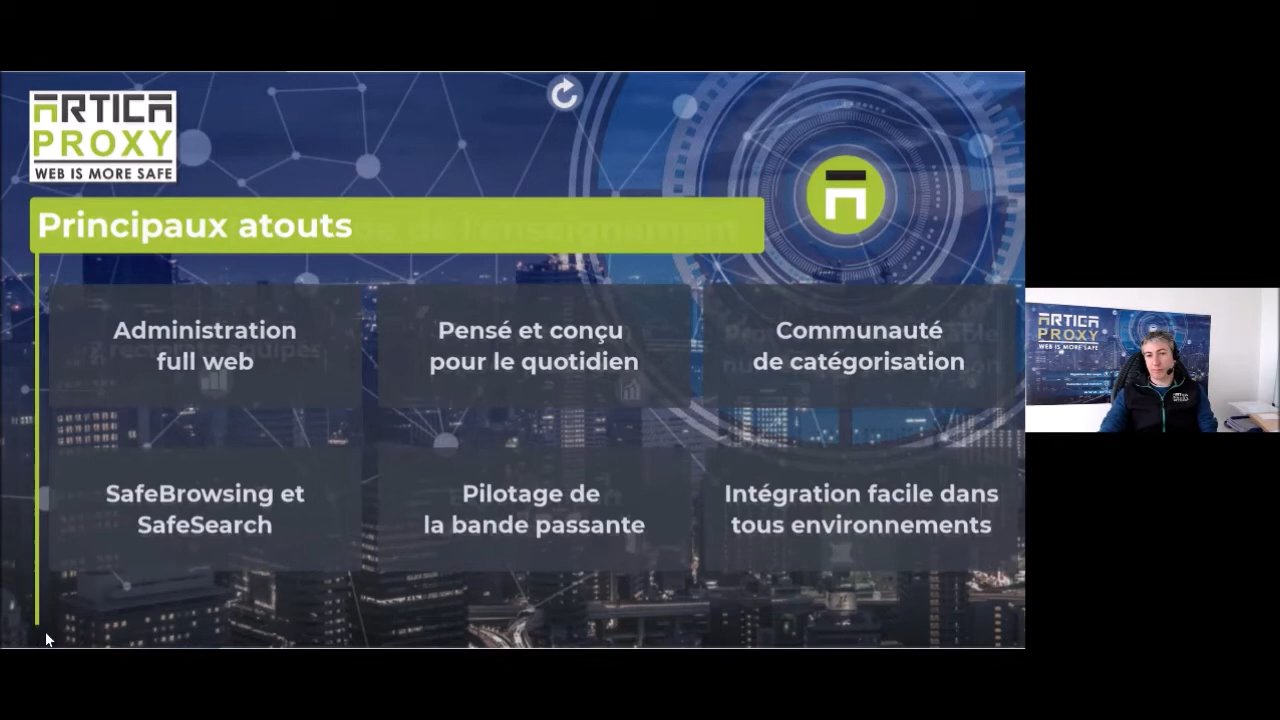 ARTICA
PROXY
WEB IS MORE SAFE
Principaux atouts
de l'enseignement
Administration
full web
Pensé et conçu
pour le quotidien
Communauté
de catégorisation
SafeBrowsing et
SafeSearch
Pilotage de
la bande passante
Intégration facile dans
tous environnements
ARTICA
PROXY
WEB IS MORE SAFE